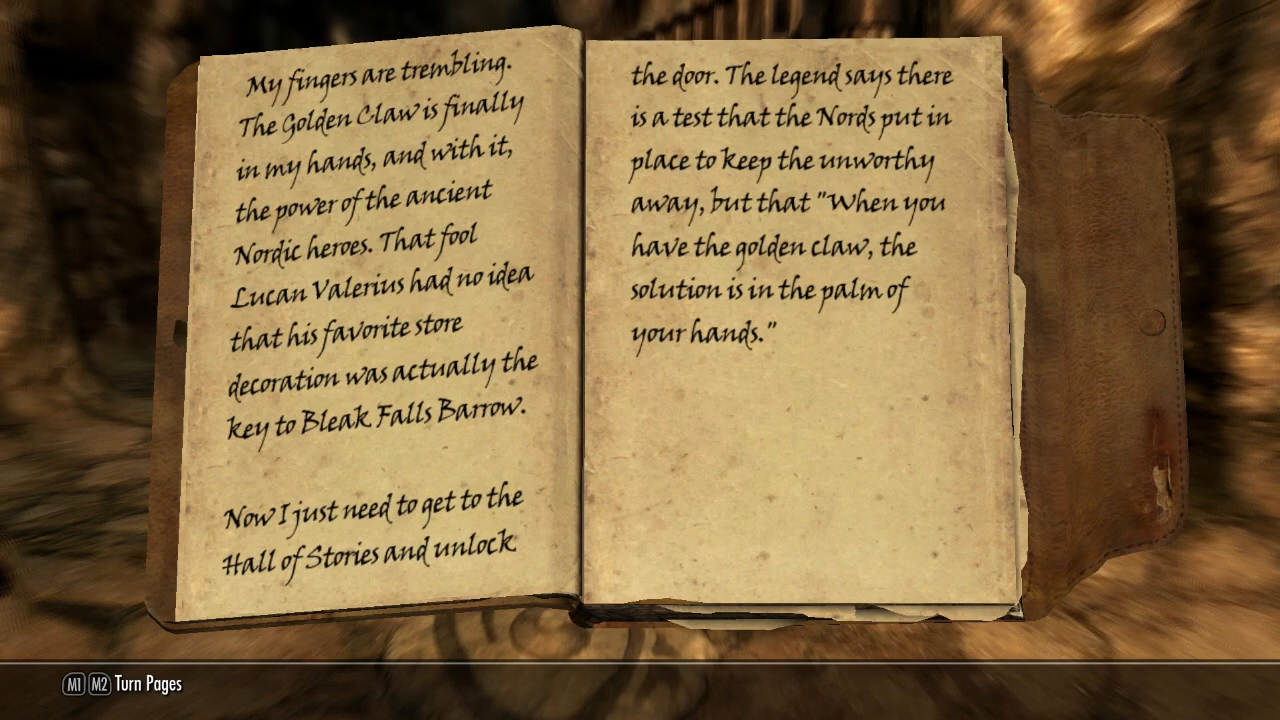 My fingers are trembling.
The Golden Claw is finally
in my hands, and with it,
the power of the ancient
Nordic heroes. That fool
Lucan Valerius had no idea
that his favorite store
decoration was actually the
key to Bleak Falls Barrow.
Now I just need to get to the
Hall of Stories and unlock
the door. The legend says there
is a test that the Nords put in
place to keep the unworthy
away, but that "When you
have the golden claw, the
solution is in the palm of
your hands."
M1 M2 Turn Pages